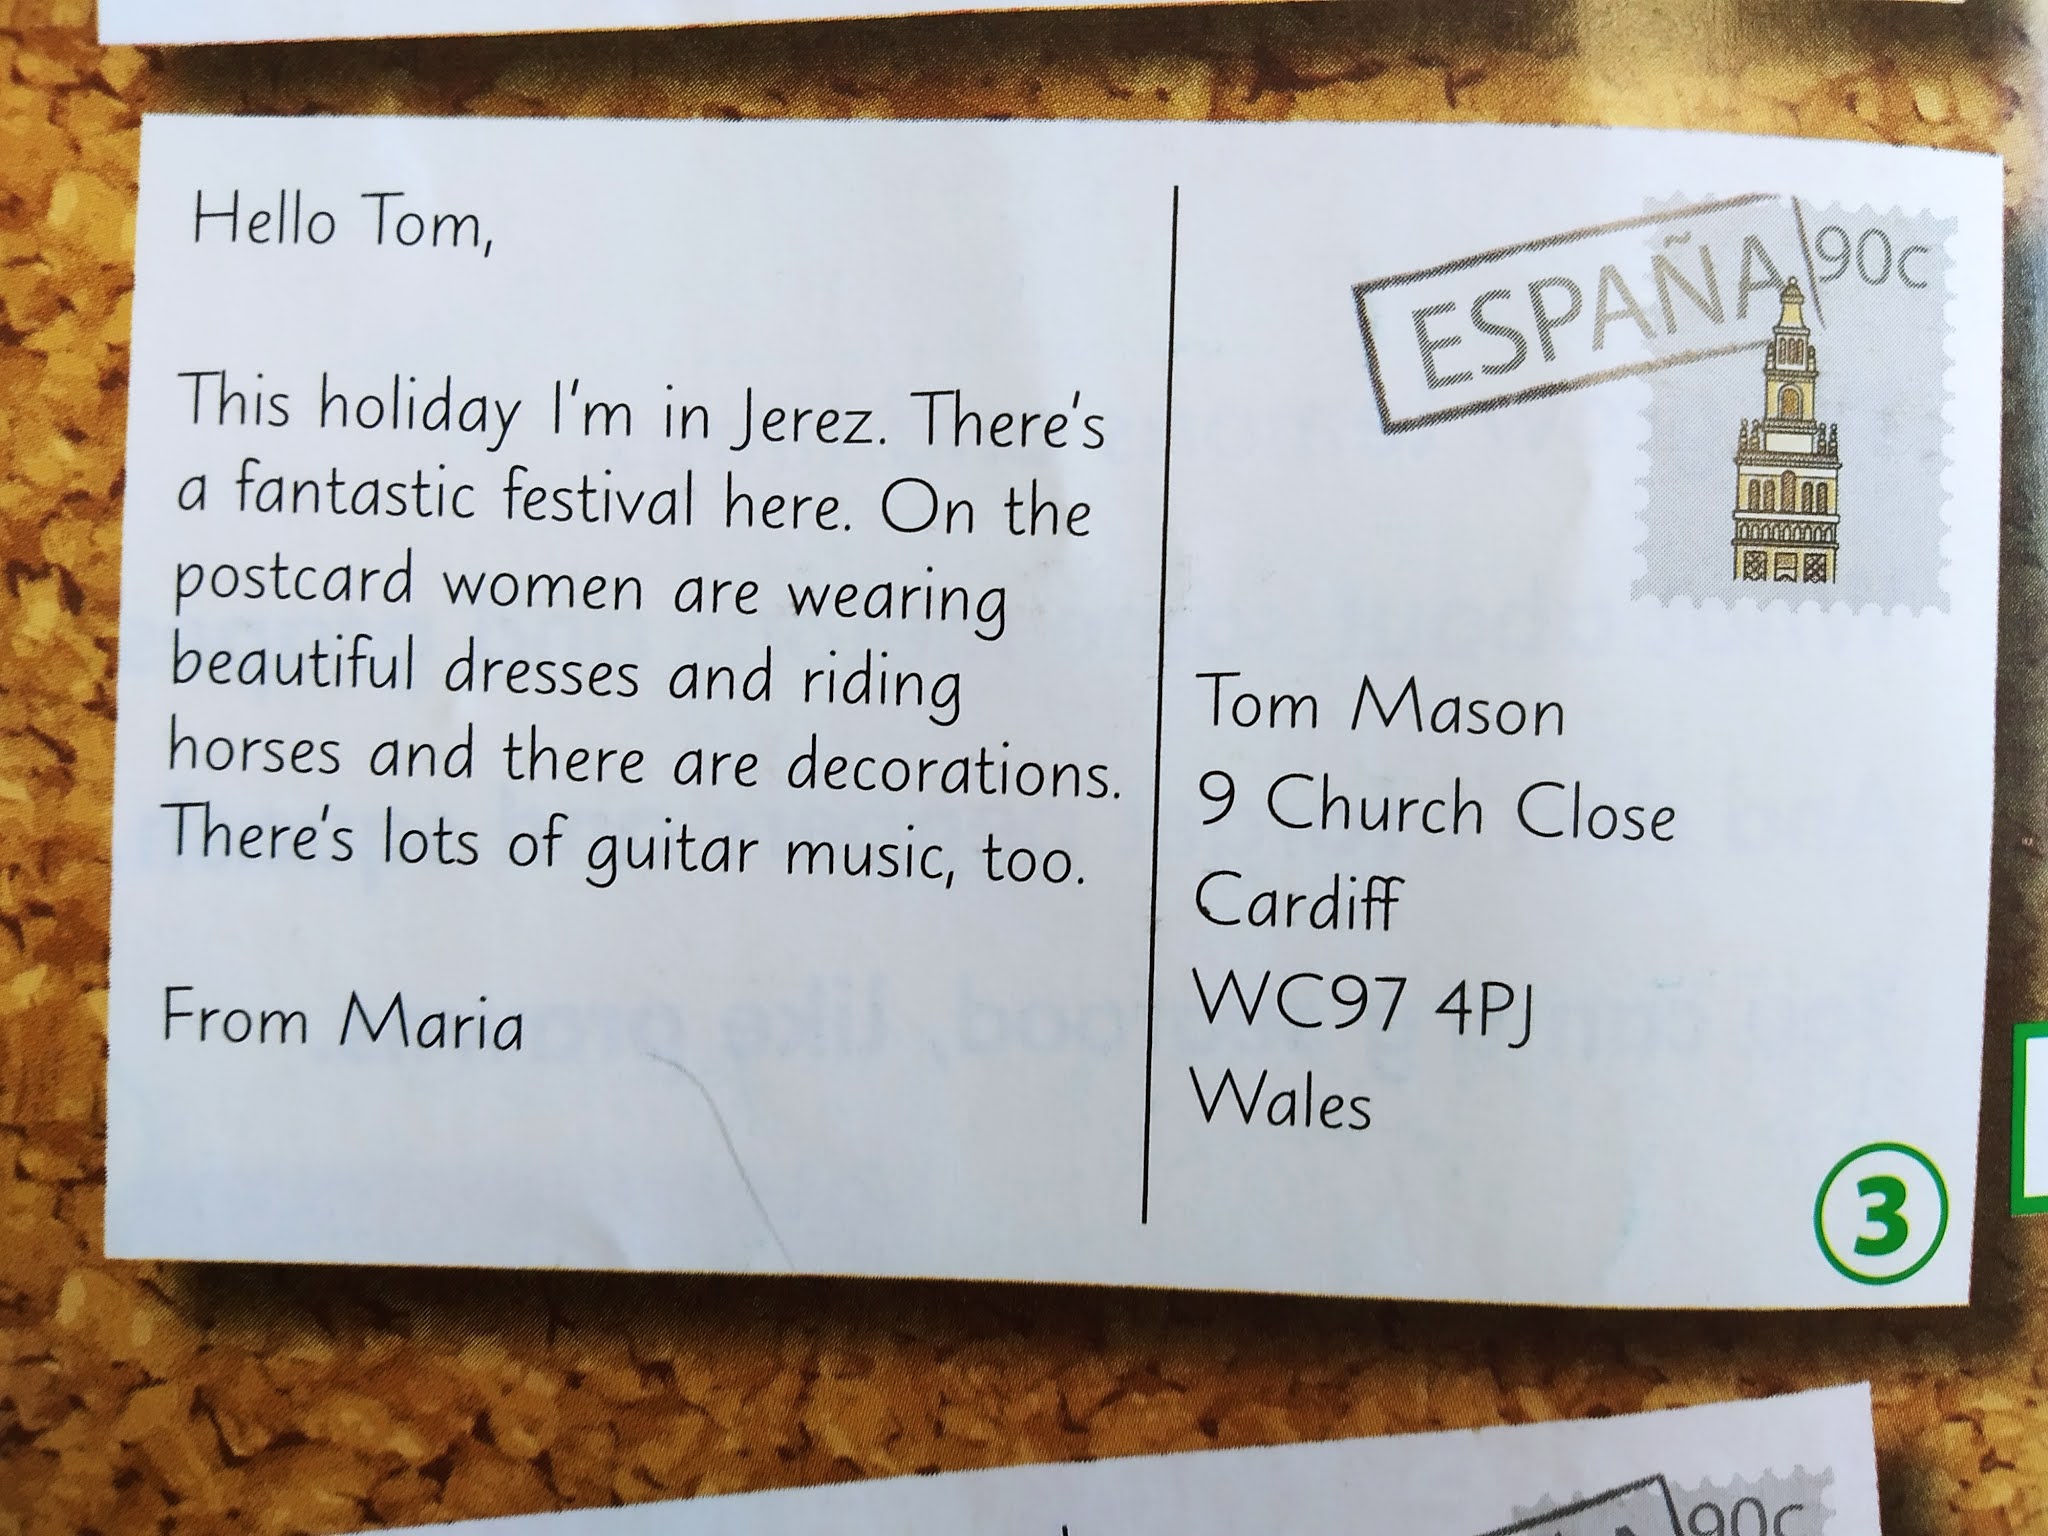 Hello Tom,
This holiday I'm in Jerez. There's
a fantastic festival here. On the
postcard women are wearing
beautiful dresses and riding
horses and there are decorations.
There's lots of guitar music, too.
From Maria
ESPAÑA
90c
Tom Mason
9 Church Close
Cardiff
WC97 4PJ
Wales
3
90c